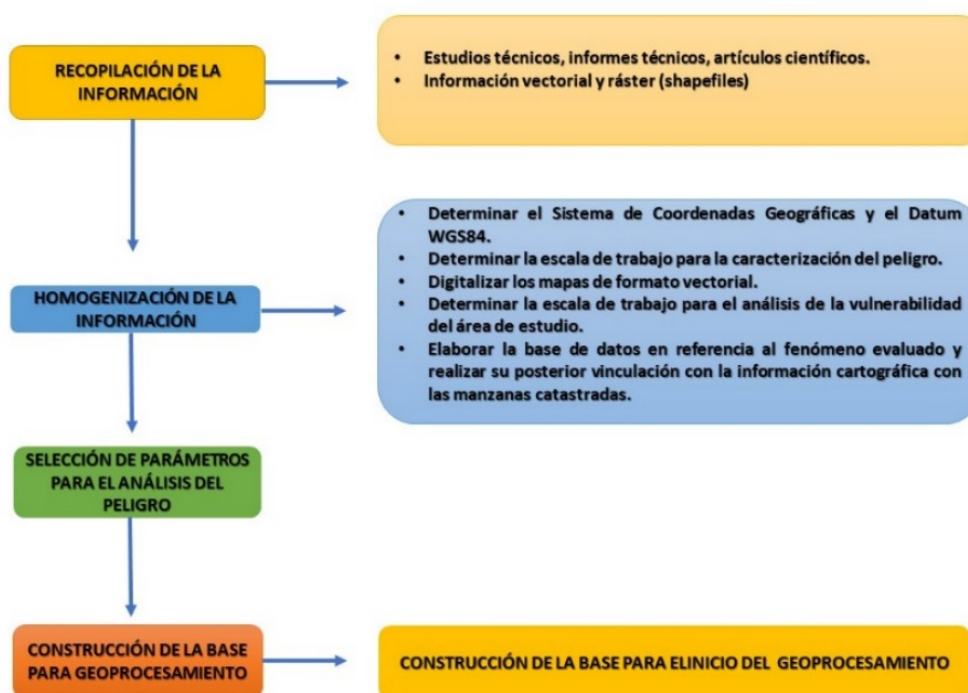 RECOPILACIÓN DE LA
INFORMACIÓN
• Estudios técnicos, informes técnicos, artículos científicos.
• Información vectorial y ráster (shapefiles)
HOMOGENIZACIÓN DE LA
INFORMACIÓN
• Determinar el Sistema de Coordenadas Geográficas y el Datum
WGS84.
• Determinar la escala de trabajo para la caracterización del peligro.
• Digitalizar los mapas de formato vectorial.
• Determinar la escala de trabajo para el análisis de la vulnerabilidad
del área de estudio.
• Elaborar la base de datos en referencia al fenómeno evaluado y
realizar su posterior vinculación con la información cartográfica con
las manzanas catastradas.
SELECCIÓN DE PARÁMETROS
PARA EL ANÁLISIS DEL
PELIGRO
CONSTRUCCIÓN DE LA BASE
PARA GEOPROCESAMIENTO
CONSTRUCCIÓN DE LA BASE PARA ELINICIO DEL GEOPROCESAMIENTO